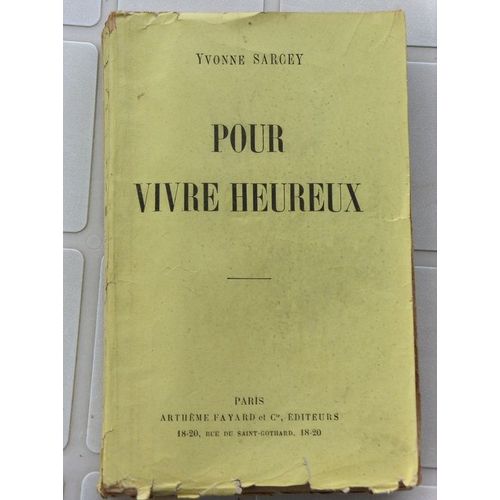 Yvonne SARCEY
POUR
VIVRE HEUREUX
PARIS
ARTHÈME FAYARD et Cie, ÉDITEURS
18-20, RUE DU SAINT-GOTHARD, 18-20